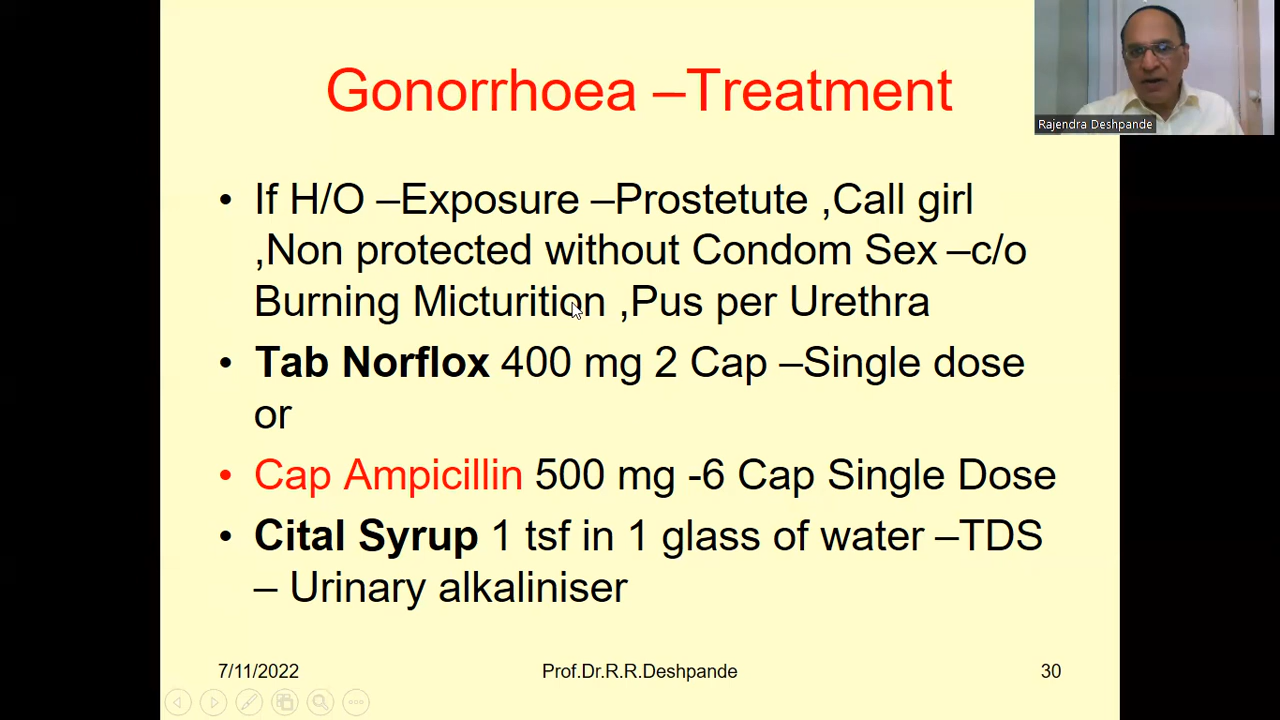 Gonorrhoea –Treatment
Rajendra Deshpande
• If H/O –Exposure –Prostetute ,Call girl
,Non protected without Condom Sex –c/o
Burning Micturition ,Pus per Urethra
• Tab Norflox 400 mg 2 Cap –Single dose
or
• Cap Ampicillin 500 mg -6 Cap Single Dose
• Cital Syrup 1 tsf in 1 glass of water –TDS
– Urinary alkaliniser
7/11/2022 Prof.Dr.R.R.Deshpande 30